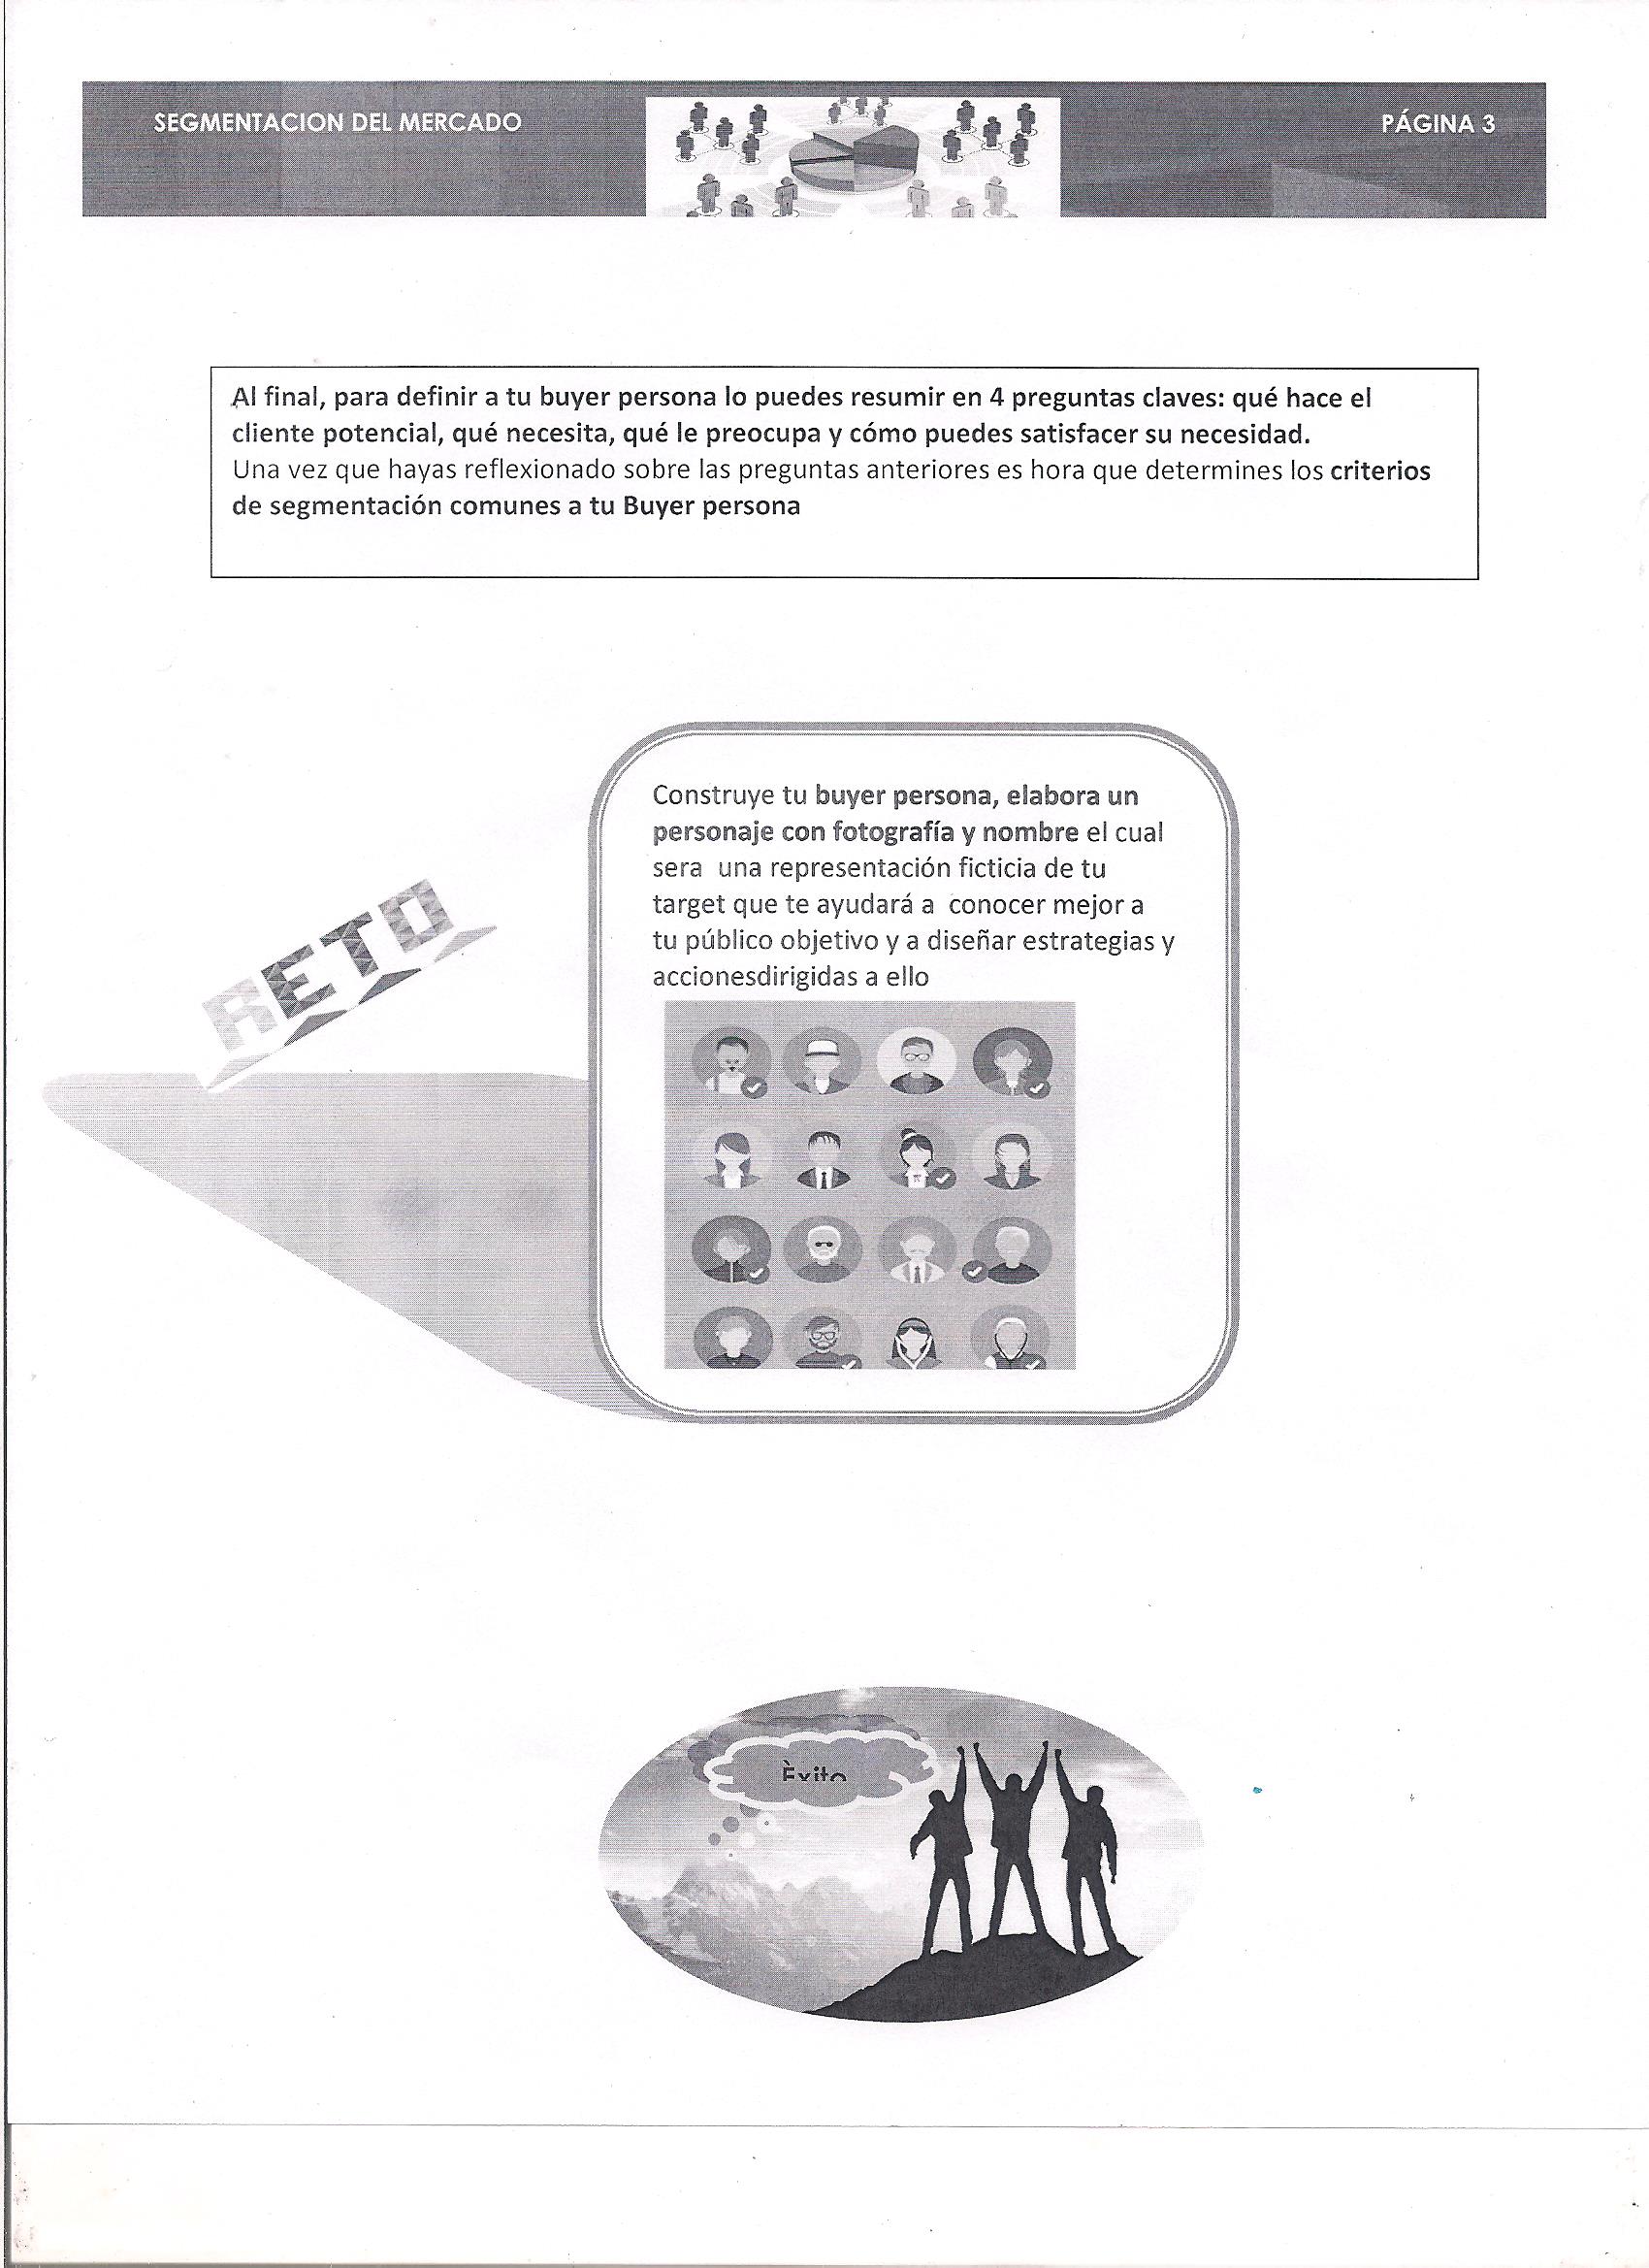 SEGMENTACION DEL MERCADO
PÁGINA 3
Al final, para definir a tu buyer persona lo puedes resumir en 4 preguntas claves: qué hace el
cliente potencial, qué necesita, qué le preocupa y cómo puedes satisfacer su necesidad.
Una vez que hayas reflexionado sobre las preguntas anteriores es hora que determines los criterios
de segmentación comunes a tu Buyer persona
RETO
Construye tu buyer persona, elabora un
personaje con fotografía y nombre el cual
sera una representación ficticia de tu
target que te ayudará a conocer mejor a
tu público objetivo y a diseñar estrategias y
accionesdirigidas a ello
Èxito